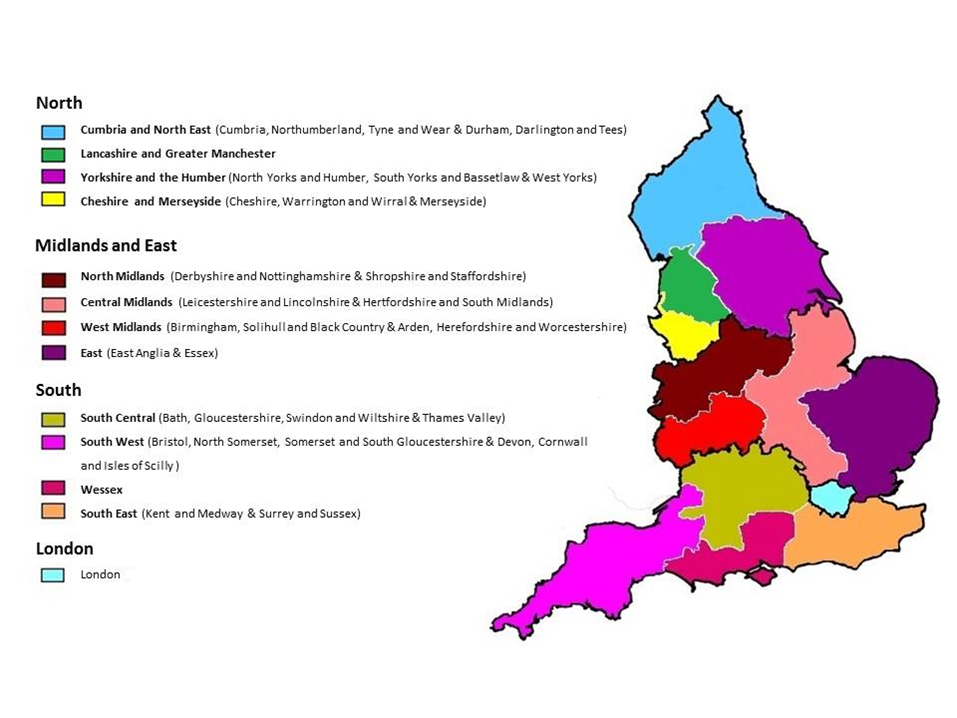 North
Cumbria and North East (Cumbria, Northumberland, Tyne and Wear & Durham, Darlington and Tees)
Lancashire and Greater Manchester
Yorkshire and the Humber (North Yorks and Humber, South Yorks and Bassetlaw & West Yorks)
Cheshire and Merseyside (Cheshire, Warrington and Wirral & Merseyside)
Midlands and East
North Midlands (Derbyshire and Nottinghamshire & Shropshire and Staffordshire)
Central Midlands (Leicestershire and Lincolnshire & Hertfordshire and South Midlands)
West Midlands (Birmingham, Solihull and Black Country & Arden, Herefordshire and Worcestershire)
East (East Anglia & Essex)
South
South Central (Bath, Gloucestershire, Swindon and Wiltshire & Thames Valley)
South West (Bristol, North Somerset, Somerset and South Gloucestershire & Devon, Cornwall
and Isles of Scilly )
Wessex
South East (Kent and Medway & Surrey and Sussex)
London
London